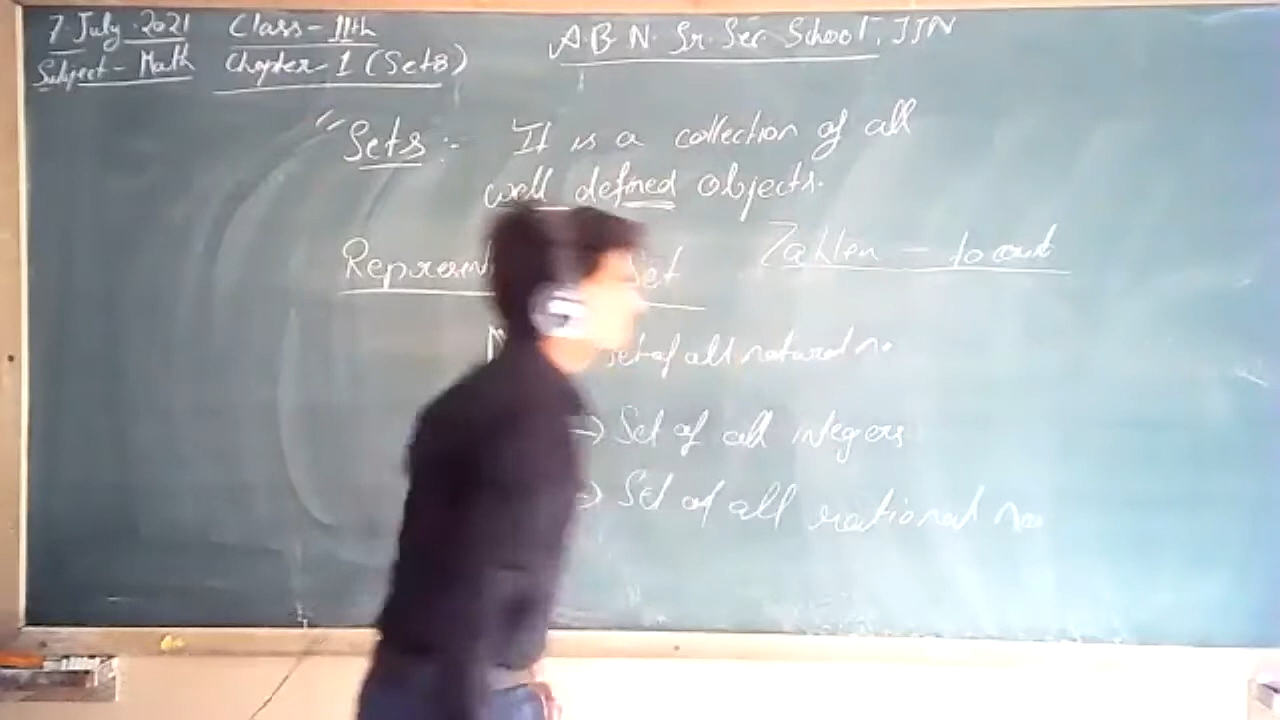 7 July 2021 Class-11th A.B.N. Sr. Sec School, JJN
Subject - Math Chapter-1 (Sets)
"Sets :- It is a collection of all
well defined objects.
Represent Set Zahlen - to count
N set of all natural no.
→ Set of all integers
→ Set of all rational no